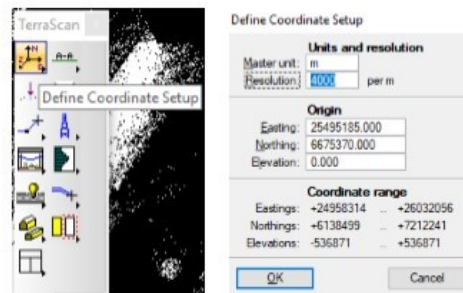 TerraScan
A-A
Define Coordinate Setup
Define Coordinate Setup
Units and resolution
Master unit: m
Resolution: 4000 per m
Origin
Easting: 25495185.000
Northing: 6675370.000
Elevation: 0.000
Coordinate range
Eastings: +24958314 .. +26032056
Northings: +6138499 .. +7212241
Elevations: -536871 .. +536871
OK Cancel